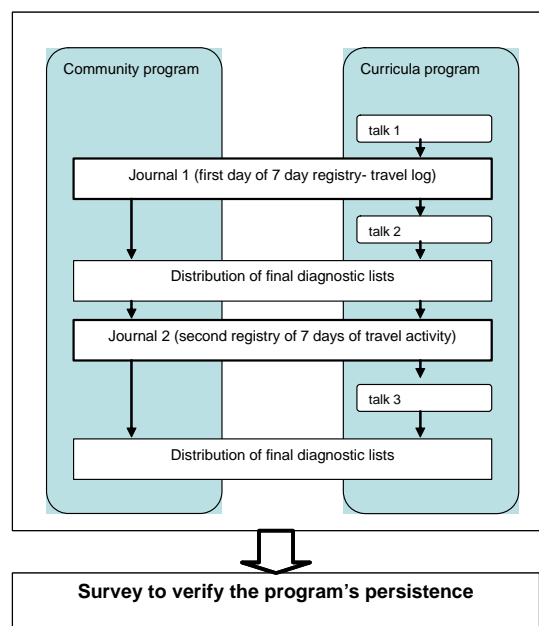 Community program
Curricula program
talk 1
Journal 1 (first day of 7 day registry- travel log)
talk 2
Distribution of final diagnostic lists
Journal 2 (second registry of 7 days of travel activity)
talk 3
Distribution of final diagnostic lists
Survey to verify the program's persistence